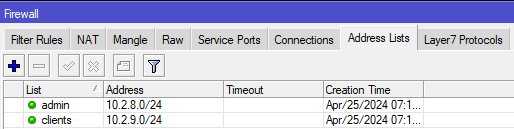 Firewall
Filter Rules NAT Mangle Raw Service Ports Connections Address Lists Layer7 Protocols
List Address Timeout Creation Time
admin 10.2.8.0/24 Apr/25/2024 07:1...
clients 10.2.9.0/24 Apr/25/2024 07:1...